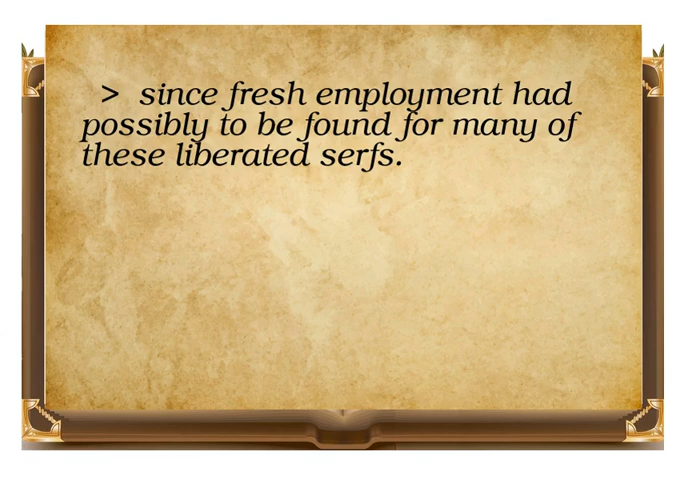 > since fresh employment had
possibly to be found for many of
these liberated serfs.